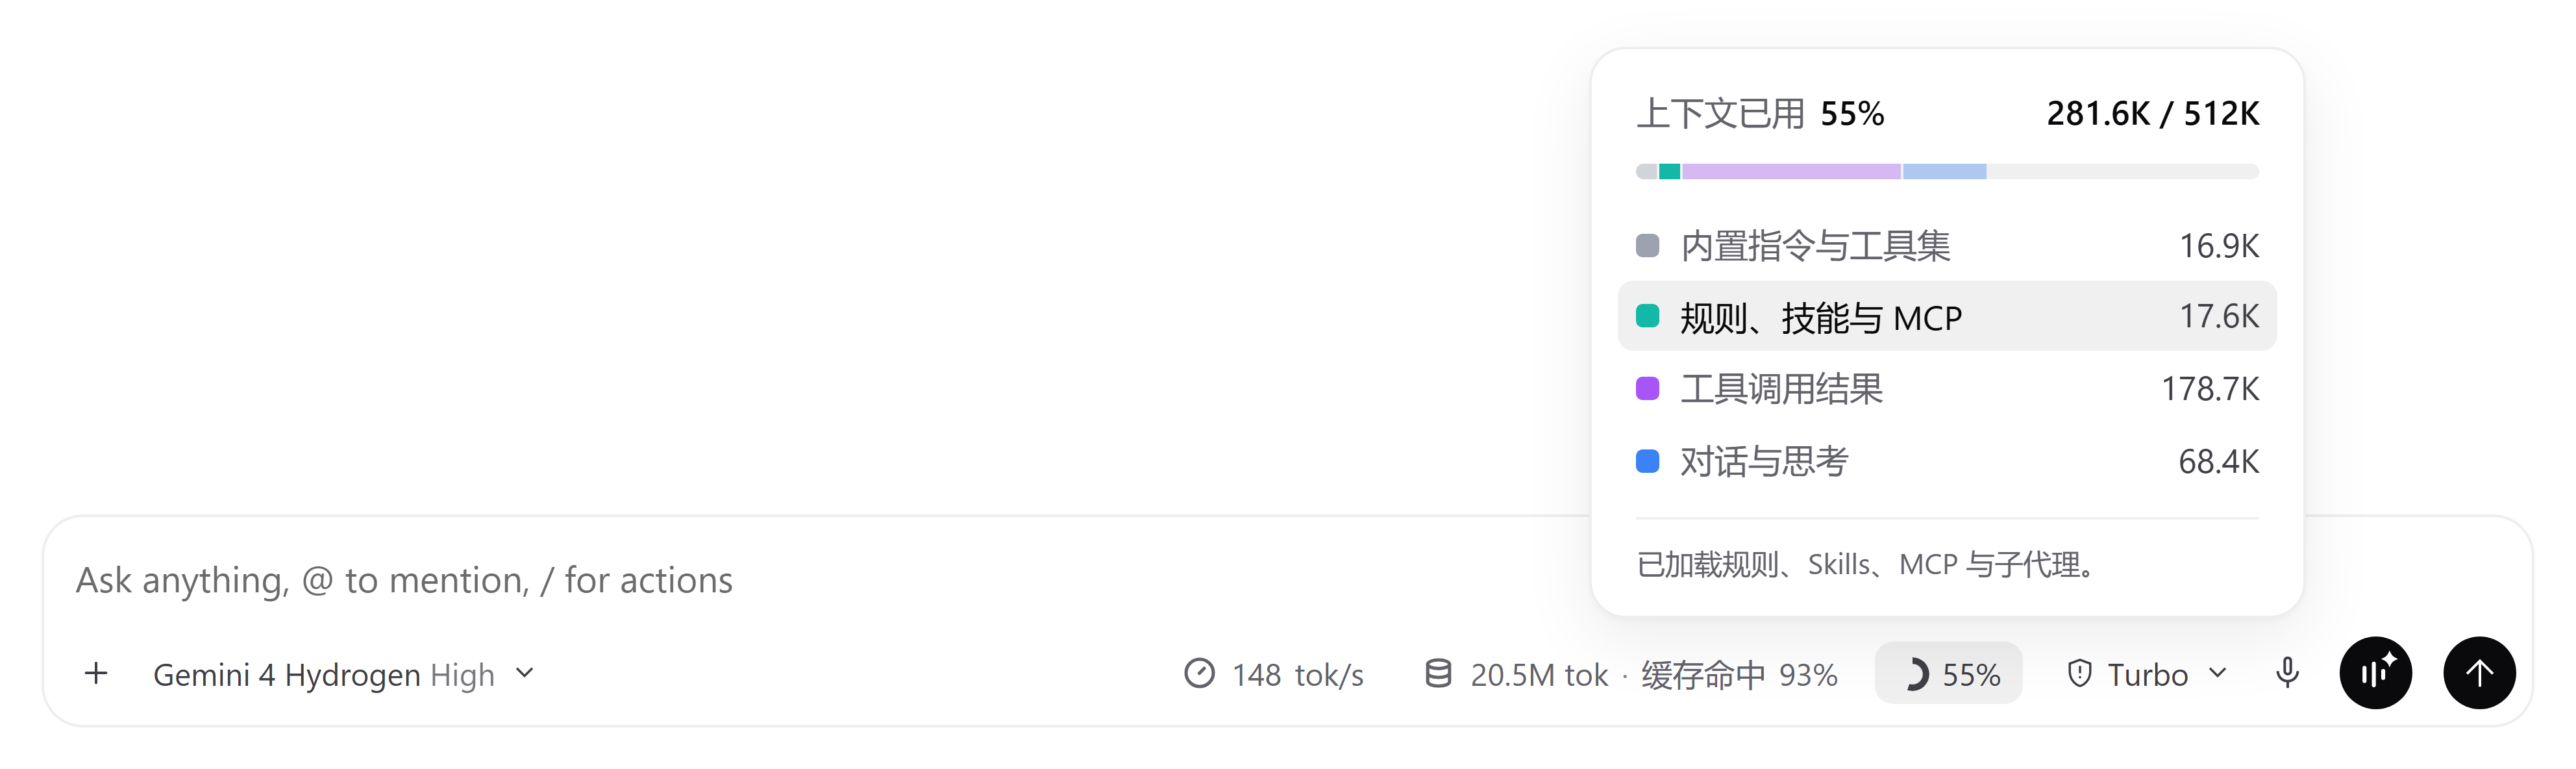 上下文已用 55% 281.6K / 512K
内置指令与工具集 16.9K
规则、技能与 MCP 17.6K
工具调用结果 178.7K
对话与思考 68.4K
已加载规则、Skills、MCP 与子代理。
Ask anything, @ to mention, / for actions
Gemini 4 Hydrogen High 148 tok/s 20.5M tok · 缓存命中 93% 55% Turbo